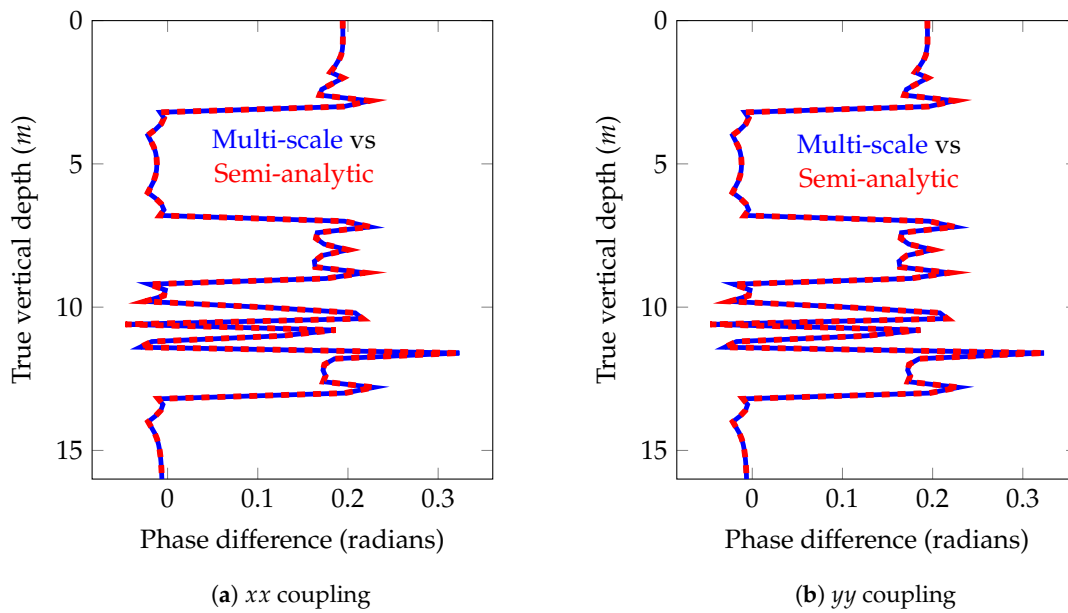 0
5
10
15
0
0.1
0.2
0.3
True vertical depth (m)
Phase difference (radians)
Multi-scale vs
Semi-analytic
(a) xx coupling
0
5
10
15
0
0.1
0.2
0.3
True vertical depth (m)
Phase difference (radians)
Multi-scale vs
Semi-analytic
(b) yy coupling